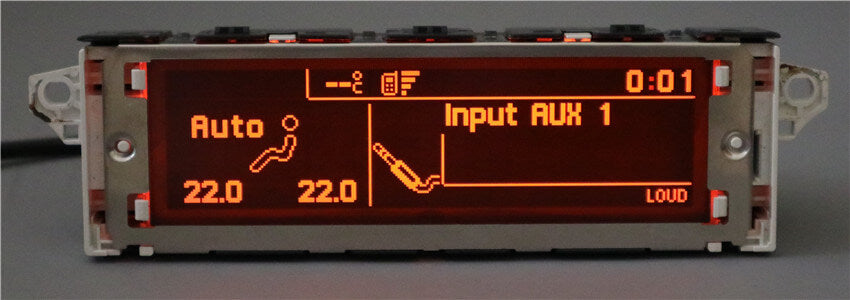 --°C 0:01
Auto
Input AUX 1
22.0 22.0
LOUD